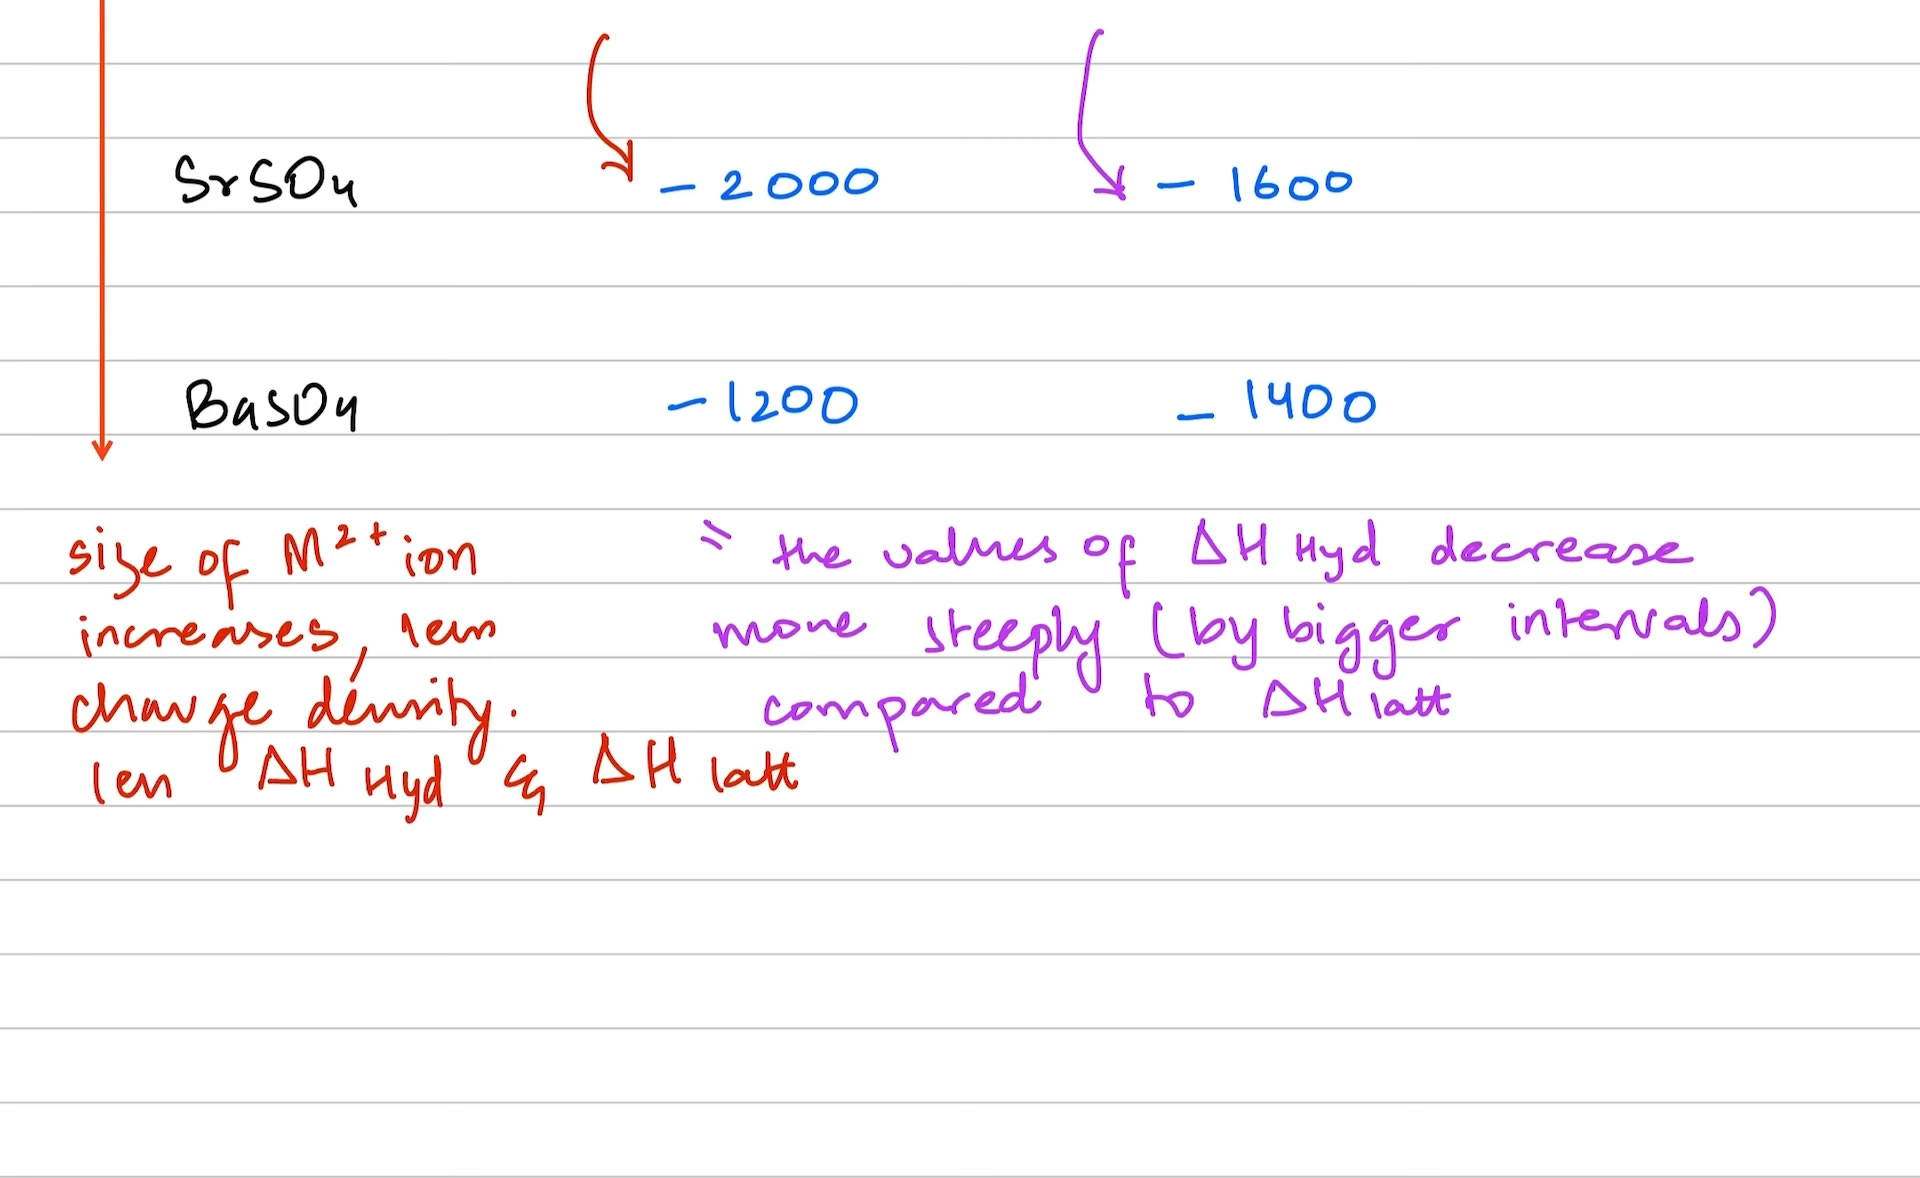 SrSO4 - 2000 - 1600
BaSO4 - 1200 - 1400
size of M2+ ion
increases, less
charge density.
less ΔH Hyd & ΔH latt
" the values of ΔH Hyd decrease
more steeply (by bigger intervals)
compared to ΔH latt